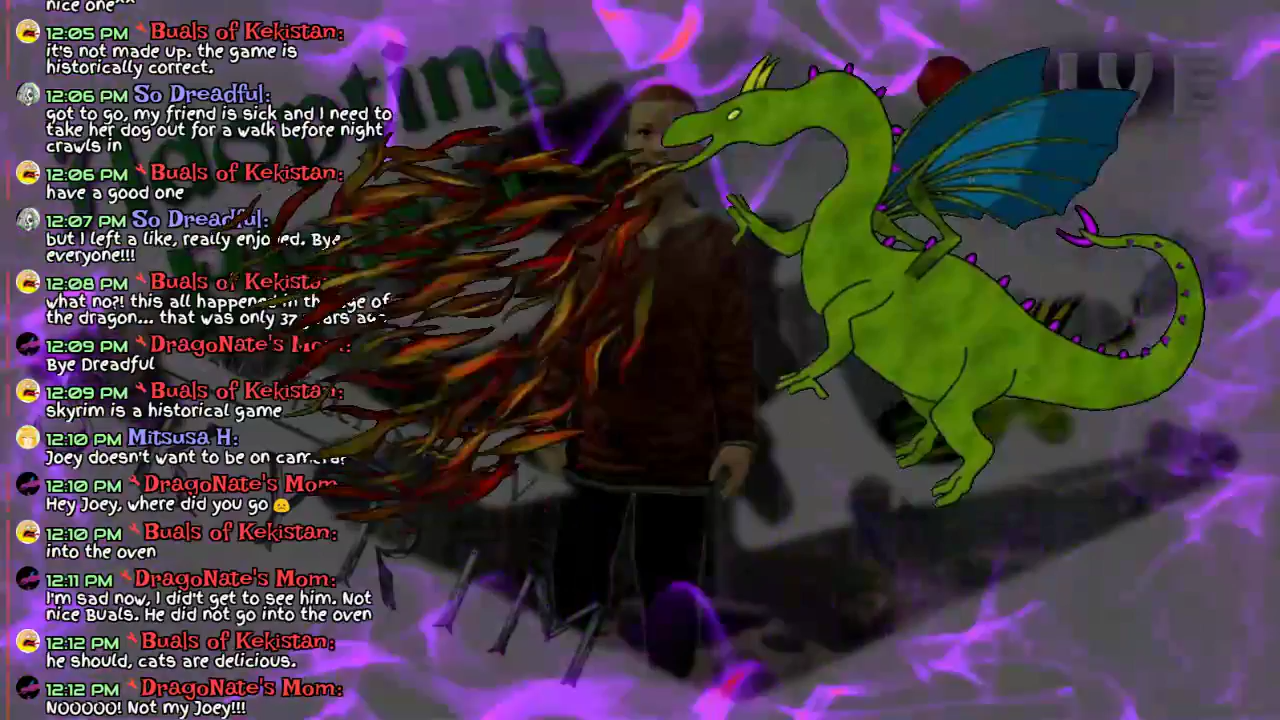 nice one^^
12:05 PM Buals of Kekistan:
it's not made up. the game is
historically correct.
12:06 PM So Dreadful:
got to go, my friend is sick and I need to
take her dog out for a walk before night
crawls in
12:06 PM Buals of Kekistan:
have a good one
12:07 PM So Dreadful:
but I left a like, really enjoyed. Bye
everyone!!!
12:08 PM Buals of Kekistan:
what no?! this all happened in the age of
the dragon... that was only 37 years ago
12:09 PM DragoNate's Mom:
Bye Dreadful
12:09 PM Buals of Kekistan:
skyrim is a historical game
12:10 PM Mitsusa H:
Joey doesn't want to be on camera?
12:10 PM DragoNate's Mom:
Hey Joey, where did you go
12:10 PM Buals of Kekistan:
into the oven
12:11 PM DragoNate's Mom:
I'm sad now, I did't get to see him. Not
nice Buals. He did not go into the oven
12:12 PM Buals of Kekistan:
he should, cats are delicious.
12:12 PM DragoNate's Mom:
NOOOOO! Not my Joey!!!
Adopting
LIVE